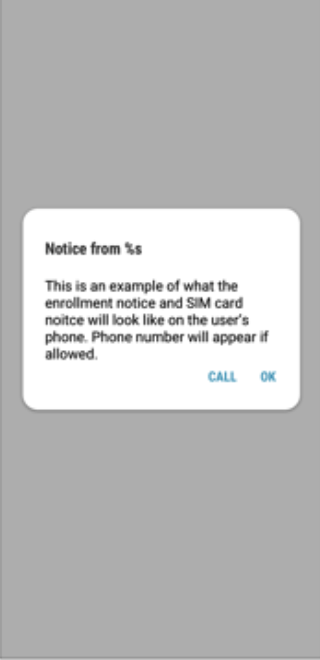 Notice from %s
This is an example of what the
enrollment notice and SIM card
noitce will look like on the user's
phone. Phone number will appear if
allowed.
CALL OK